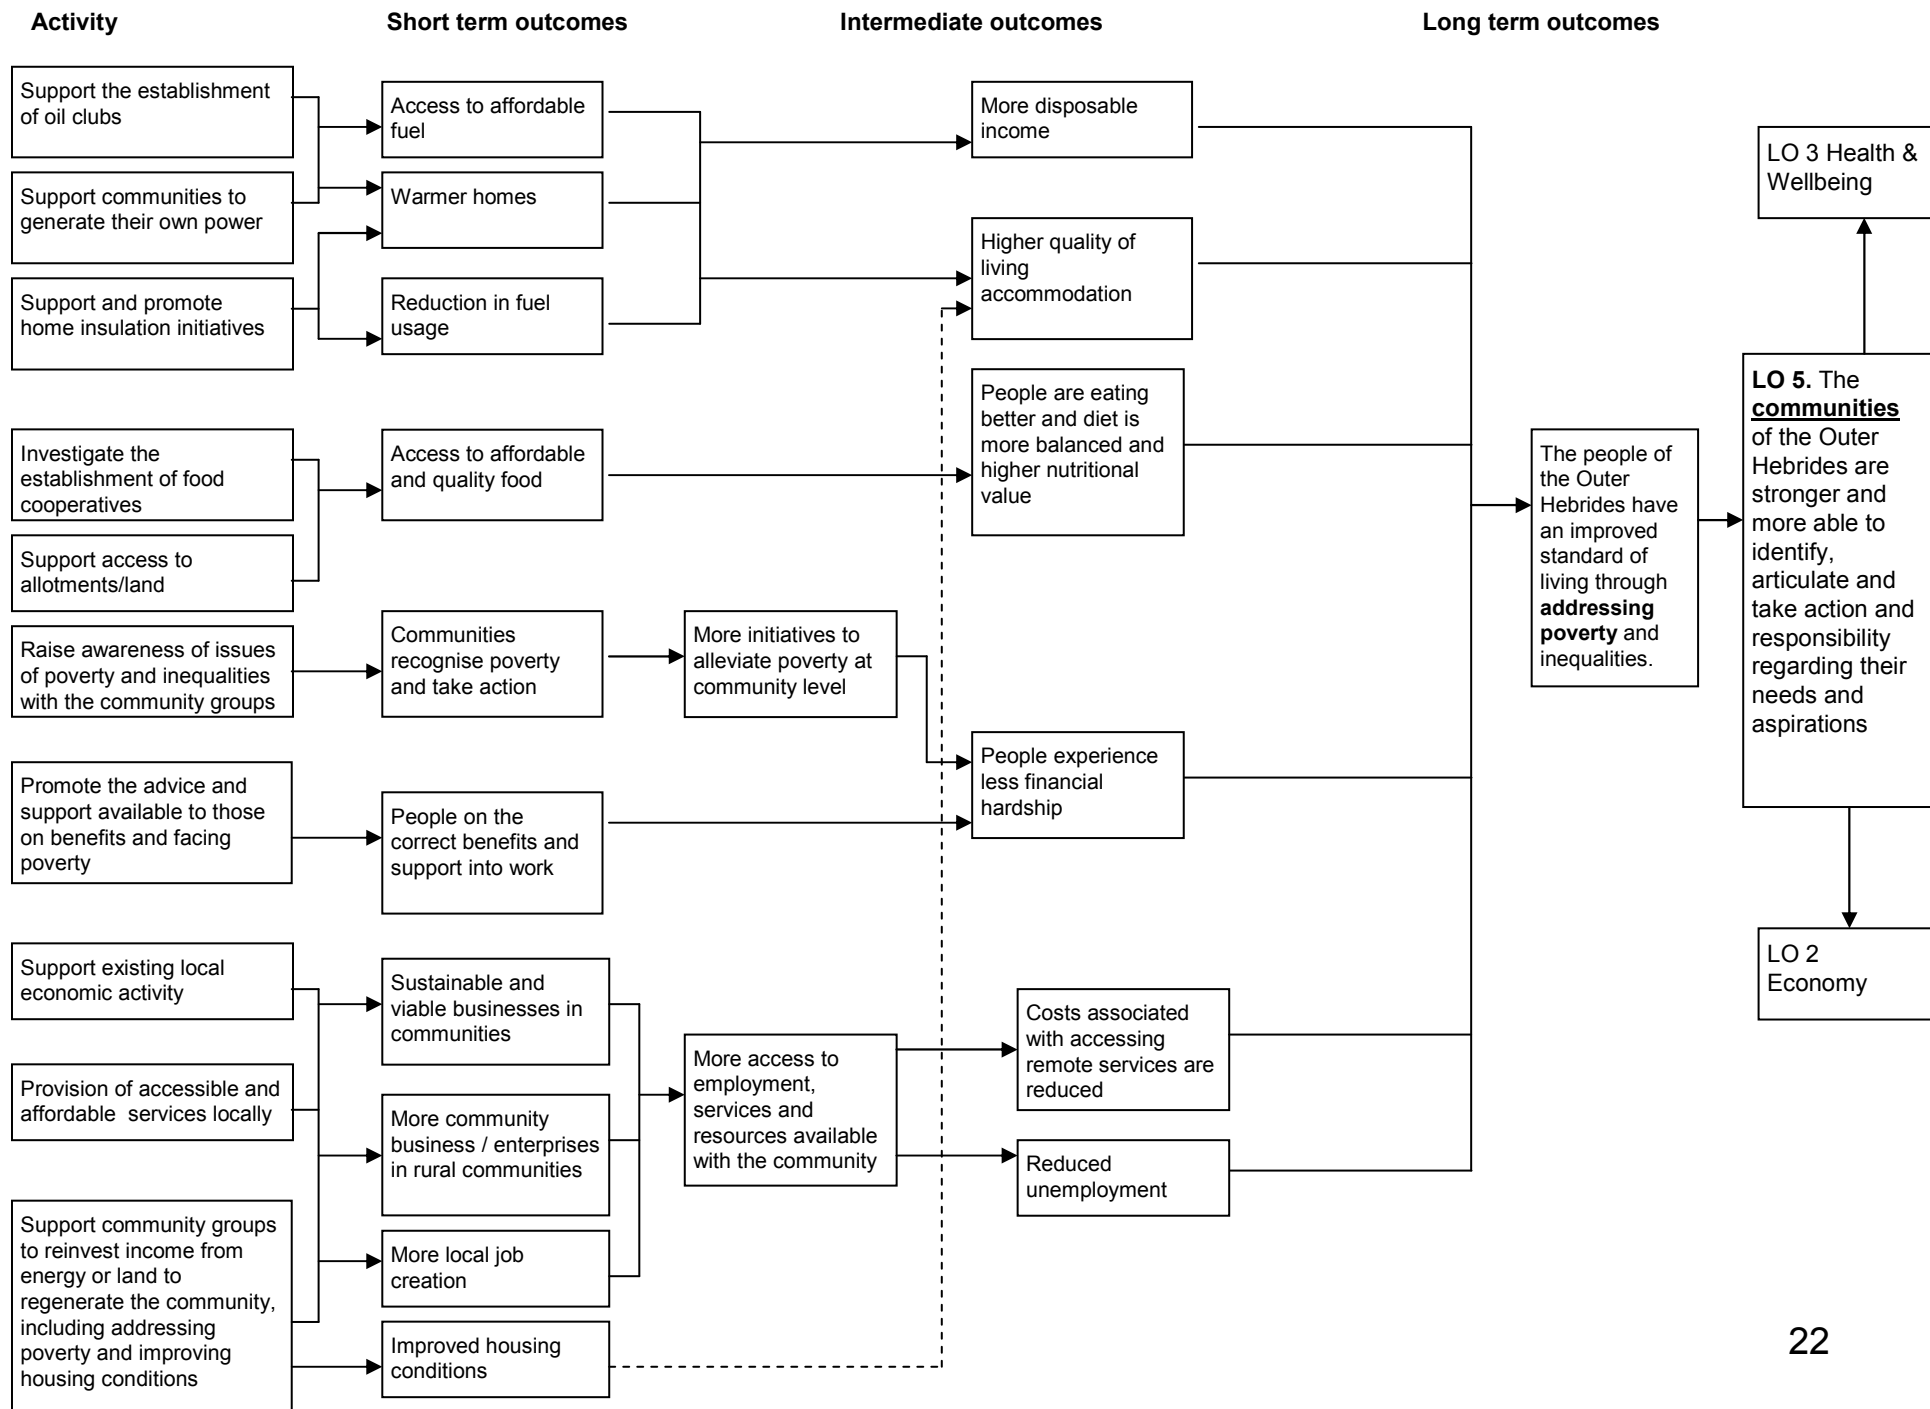 Activity
Short term outcomes
Intermediate outcomes
Long term outcomes
Support the establishment
of oil clubs
Support communities to
generate their own power
Support and promote
home insulation initiatives
Investigate the
establishment of food
cooperatives
Support access to
allotments/land
Raise awareness of issues
of poverty and inequalities
with the community groups
Promote the advice and
support available to those
on benefits and facing
poverty
Support existing local
economic activity
Provision of accessible and
affordable services locally
Support community groups
to reinvest income from
energy or land to
regenerate the community,
including addressing
poverty and improving
housing conditions
Access to affordable
fuel
Warmer homes
Reduction in fuel
usage
Access to affordable
and quality food
Communities
recognise poverty
and take action
People on the
correct benefits and
support into work
Sustainable and
viable businesses in
communities
More community
business / enterprises
in rural communities
More local job
creation
Improved housing
conditions
More initiatives to
alleviate poverty at
community level
More access to
employment,
services and
resources available
with the community
More disposable
income
Higher quality of
living
accommodation
People are eating
better and diet is
more balanced and
higher nutritional
value
People experience
less financial
hardship
Costs associated
with accessing
remote services are
reduced
Reduced
unemployment
The people of
the Outer
Hebrides have
an improved
standard of
living through
addressing
poverty and
inequalities.
LO 3 Health &
Wellbeing
LO 5. The
communities
of the Outer
Hebrides are
stronger and
more able to
identify,
articulate and
take action and
responsibility
regarding their
needs and
aspirations
LO 2
Economy
22